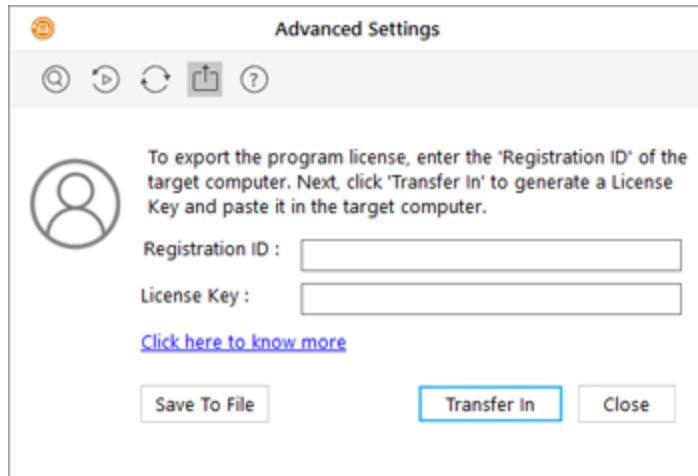 Advanced Settings
To export the program license, enter the 'Registration ID' of the
target computer. Next, click 'Transfer In' to generate a License
Key and paste it in the target computer.
Registration ID :
License Key :
Click here to know more
Save To File
Transfer In
Close